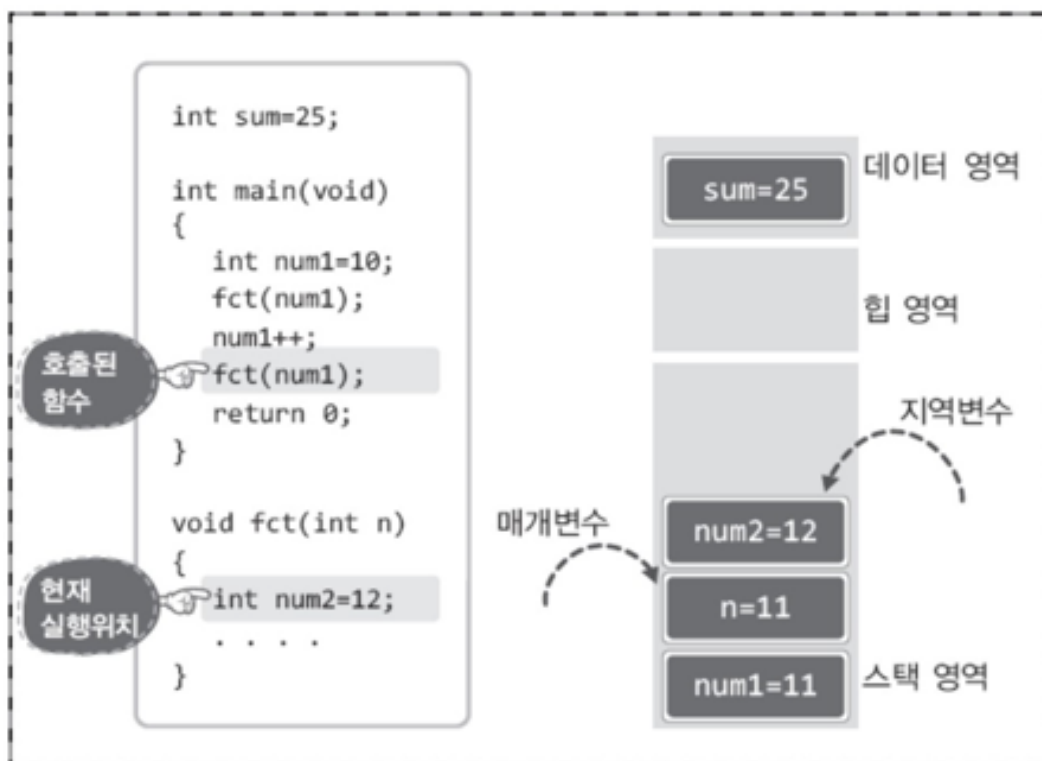 int sum=25;
int main(void)
{
int num1=10;
fct(num1);
num1++;
fct(num1);
return 0;
}
void fct(int n)
{
int num2=12;
. . . .
}
호출된
함수
현재
실행위치
sum=25
데이터 영역
힙 영역
지역변수
매개변수
num2=12
n=11
num1=11
스택 영역